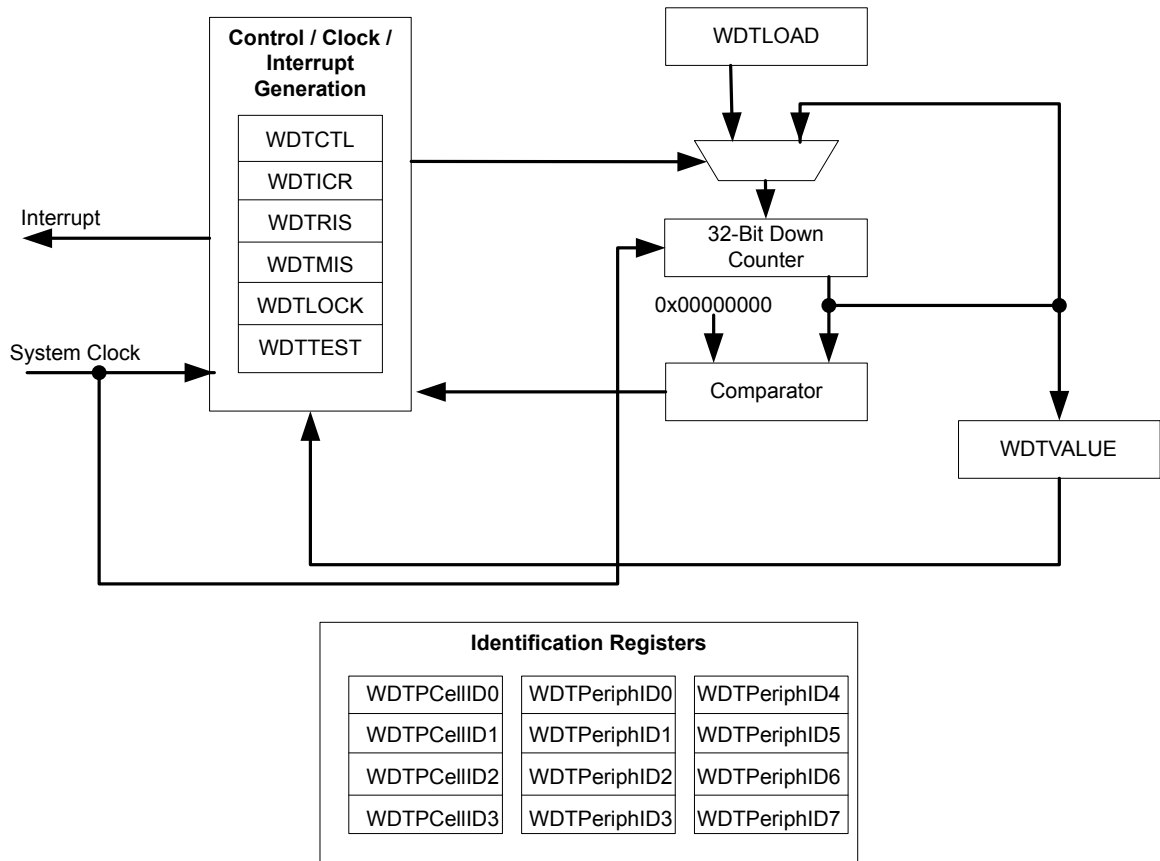 Control / Clock /
Interrupt
Generation
WDTCTL
WDTICR
WDTRIS
WDTMIS
WDTLOCK
WDTTEST
Interrupt
System Clock
WDTLOAD
32-Bit Down
Counter
0x00000000
Comparator
WDTVALUE
Identification Registers
WDTPCellID0
WDTPeriphID0
WDTPeriphID4
WDTPCellID1
WDTPeriphID1
WDTPeriphID5
WDTPCellID2
WDTPeriphID2
WDTPeriphID6
WDTPCellID3
WDTPeriphID3
WDTPeriphID7